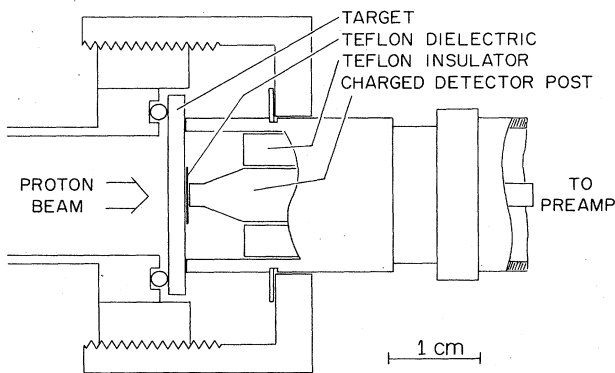 TARGET
TEFLON DIELECTRIC
TEFLON INSULATOR
CHARGED DETECTOR POST
PROTON
BEAM
TO
PREAMP
1 cm